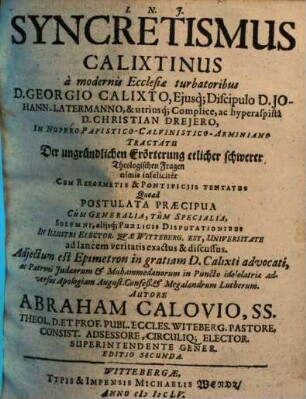 I. N. J.
SYNCRETISMUS
CALIXTINUS
à modernis Ecclesiæ turbatoribus
D. GEORGIO CALIXTO, Ejusq; Discipulo D. JO-
HANN. LATERMANNO, & utriusq; Complice, ac hyperaspistâ
D. CHRISTIAN DREJERO,
IN NUPERO PAPISTICO-CALVINISTICO-ARMINIANO
TRACTATU
Der ungründlichen Erörterung etlicher schwerer
Theologischen Fragen
nimis infeliciter
CUM REFORMATIS & PONTIFICIIS TENTATUS
Quoad
POSTULATA PRÆCIPUA
CUM GENERALIA, TUM SPECIALIA,
SOLEMNI, aliisq; PUBLICIS DISPUTATIONIBUS
IN ILLUSTRI ELECTOR. QUÆ WITEBERG. EST, UNIVERSITATE
ad lancem veritatis exactus & discussus.
Adjectum est Epimetron in gratiam D. Calixti advocati,
ac Patroni Judæorum & Muhammedanorum in Puncto idololatriæ ad-
versus Apologiam August. Confess. & Megalandrum Lutherum.
AUTORE
ABRAHAM CALOVIO, SS.
THEOL. D. ET PROF. PUBL. ECCLES. WITEBERG. PASTORE,
CONSIST. ADSESSORE, CIRCULIQ; ELECTOR.
SUPERINTENDENTE GENER.
EDITIO SECUNDA.
WITTEBERGÆ,
TYPIS & IMPENSIS MICHAELIS WENDT/
ANNO cIɔ Iɔc LV.